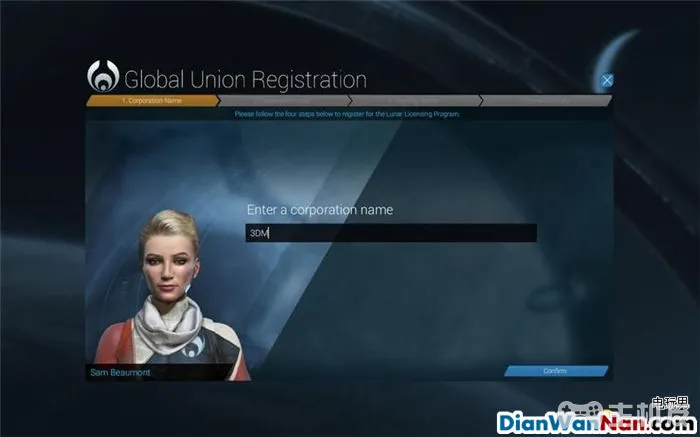 Global Union Registration
1. Corporation Name
Please follow the four steps below to register for the Lunar Licensing Program.
Enter a corporation name
3DM
Sam Beaumont
Confirm
电玩男
DianWanNan.com